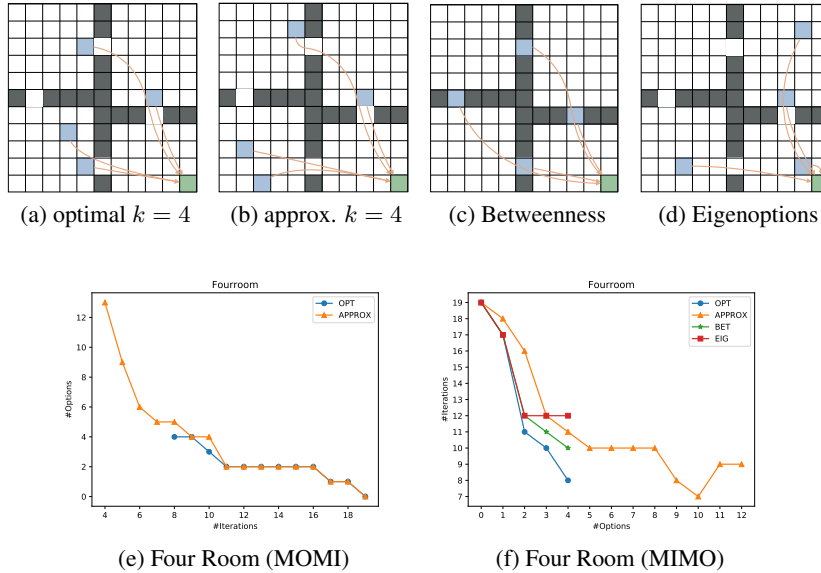 (a) optimal k = 4
(b) approx. k = 4
(c) Betweenness
(d) Eigenoptions
Fourroom
OPT
APPROX
#Options
12
10
8
6
4
2
0
4 6 8 10 12 14 16 18
#Iterations
(e) Four Room (MOMI)
Fourroom
OPT
APPROX
BET
EIG
#Iterations
19
18
17
16
15
14
13
12
11
10
9
8
7
0 1 2 3 4 5 6 7 8 9 10 11 12
#Options
(f) Four Room (MIMO)